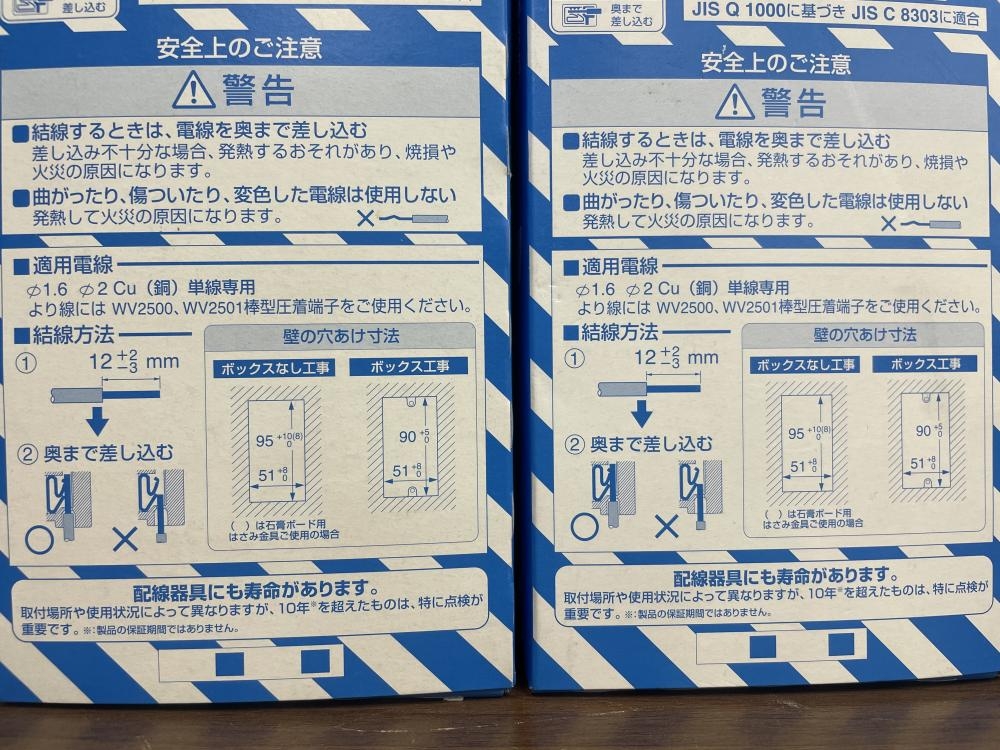 差し込む
安全上のご注意
警告
■結線するときは、電線を奥まで差し込む
差し込み不十分な場合、発熱するおそれがあり、焼損や
火災の原因になります。
■曲がったり、傷ついたり、変色した電線は使用しない
発熱して火災の原因になります。
■適用電線
φ1.6 φ2 Cu（銅）単線専用
より線には WV2500、WV2501棒型圧着端子をご使用ください。
■結線方法
① 12 +2 -3 mm
② 奥まで差し込む
壁の穴あけ寸法
ボックスなし工事 ボックス工事
95 +10(8) 0
51 +8 0
90 +5 0
51 +8 0
（ ）は石膏ボード用
はさみ金具ご使用の場合
配線器具にも寿命があります。
取付場所や使用状況によって異なりますが、10年※を超えたものは、特に点検が
重要です。※:製品の保証期間ではありません。
奥まで
差し込む
JIS Q 1000に基づき JIS C 8303に適合
安全上のご注意
警告
■結線するときは、電線を奥まで差し込む
差し込み不十分な場合、発熱するおそれがあり、焼損や
火災の原因になります。
■曲がったり、傷ついたり、変色した電線は使用しない
発熱して火災の原因になります。
■適用電線
φ1.6 φ2 Cu（銅）単線専用
より線には WV2500、WV2501棒型圧着端子をご使用ください。
■結線方法
① 12 +2 -3 mm
② 奥まで差し込む
壁の穴あけ寸法
ボックスなし工事 ボックス工事
95 +10(8) 0
51 +8 0
90 +5 0
51 +8 0
（ ）は石膏ボード用
はさみ金具ご使用の場合
配線器具にも寿命があります。
取付場所や使用状況によって異なりますが、10年※を超えたものは、特に点検が
重要です。※:製品の保証期間ではありません。